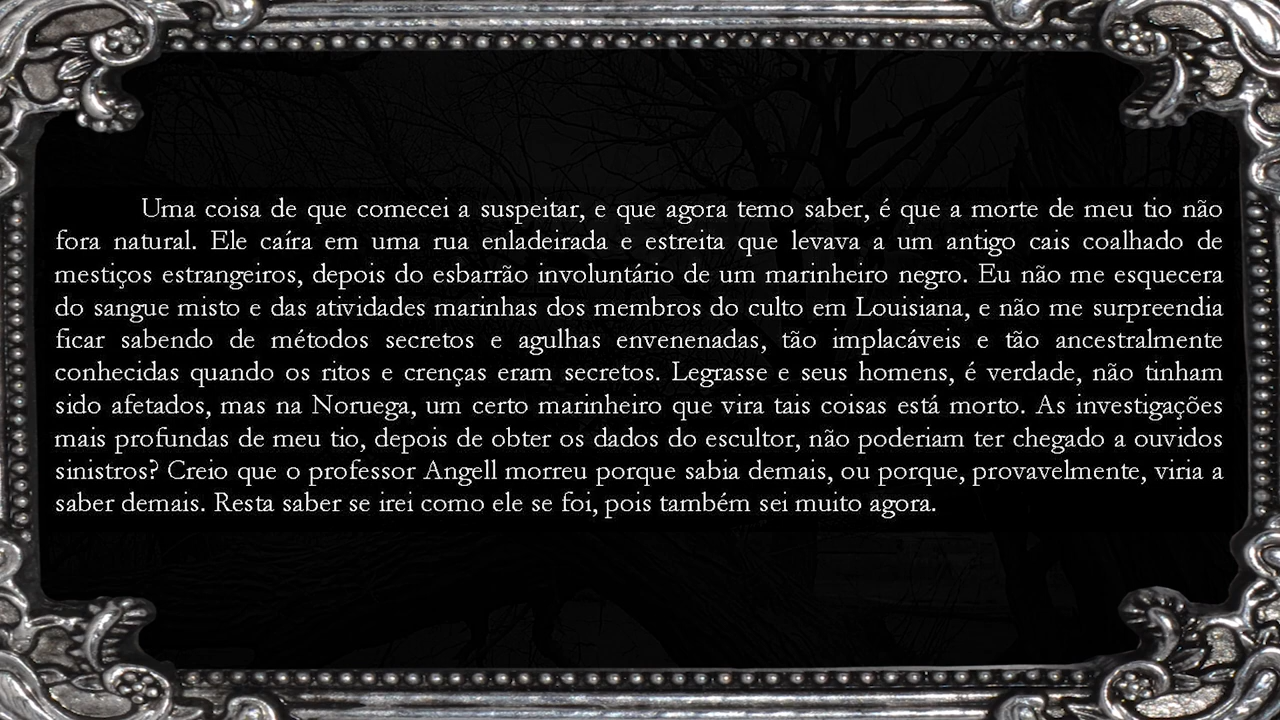 Uma coisa de que comecei a suspeitar, e que agora temo saber, é que a morte de meu tio não
fora natural. Ele caíra em uma rua enladeirada e estreita que levava a um antigo cais coalhado de
mestiços estrangeiros, depois do esbarrão involuntário de um marinheiro negro. Eu não me esquecera
do sangue misto e das atividades marinhas dos membros do culto em Louisiana, e não me surpreendia
ficar sabendo de métodos secretos e agulhas envenenadas, tão implacáveis e tão ancestralmente
conhecidas quando os ritos e crenças eram secretos. Legrasse e seus homens, é verdade, não tinham
sido afetados, mas na Noruega, um certo marinheiro que vira tais coisas está morto. As investigações
mais profundas de meu tio, depois de obter os dados do escultor, não poderiam ter chegado a ouvidos
sinistros? Creio que o professor Angell morreu porque sabia demais, ou porque, provavelmente, viria a
saber demais. Resta saber se irei como ele se foi, pois também sei muito agora.